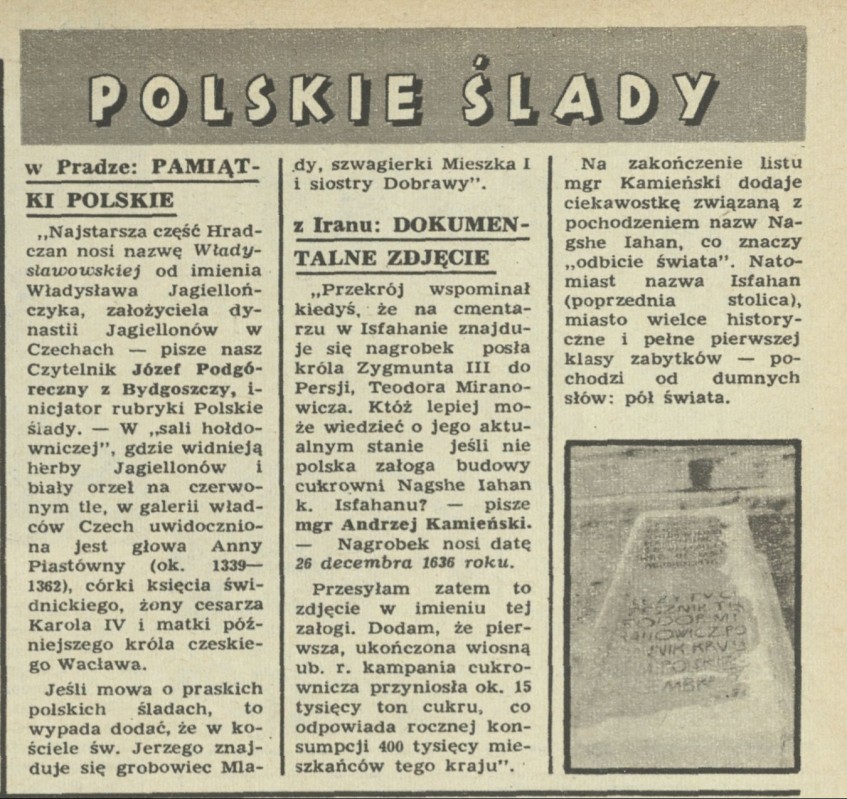 POLSKIE ŚLADY
w Pradze: PAMIĄT-
KI POLSKIE
„Najstarsza część Hrad-
czan nosi nazwę Włady-
sławowskiej od imienia
Władysława Jagielloń-
czyka, założyciela dy-
nastii Jagiellonów w
Czechach — pisze nasz
Czytelnik Józef Podgó-
reczny z Bydgoszczy, i-
nicjator rubryki Polskie
ślady. — W „sali hołdo-
wniczej”, gdzie widnieją
herby Jagiellonów i
biały orzeł na czerwo-
nym tle, w galerii wład-
ców Czech uwidocznio-
na jest głowa Anny
Piastówny (ok. 1339—
1362), córki księcia świ-
dnickiego, żony cesarza
Karola IV i matki póź-
niejszego króla czeskie-
go Wacława.
Jeśli mowa o praskich
polskich śladach, to
wypada dodać, że w ko-
ściele św. Jerzego znaj-
duje się grobowiec Mla-
dy, szwagierki Mieszka I
i siostry Dobrawy”.
z Iranu: DOKUMEN-
TALNE ZDJĘCIE
„Przekrój wspominał
kiedyś, że na cmenta-
rzu w Isfahanie znajdu-
je się nagrobek posła
króla Zygmunta III do
Persji, Teodora Mirano-
wicza. Któż lepiej mo-
że wiedzieć o jego aktu-
alnym stanie jeśli nie
polska załoga budowy
cukrowni Nagshe Iahan
k. Isfahanu? — pisze
mgr Andrzej Kamieński.
— Nagrobek nosi datę
26 decembra 1636 roku.
Przesyłam zatem to
zdjęcie w imieniu tej
załogi. Dodam, że pier-
wsza, ukończona wiosną
ub. r. kampania cukro-
wnicza przyniosła ok. 15
tysięcy ton cukru, co
odpowiada rocznej kon-
sumpcji 400 tysięcy mie-
szkańców tego kraju”.
Na zakończenie listu
mgr Kamieński dodaje
ciekawostkę związaną z
pochodzeniem nazw Na-
gshe Iahan, co znaczy
„odbicie świata”. Nato-
miast nazwa Isfahan
(poprzednia stolica),
miasto wielce history-
czne i pełne pierwszej
klasy zabytków — po-
chodzi od dumnych
słów: pół świata.